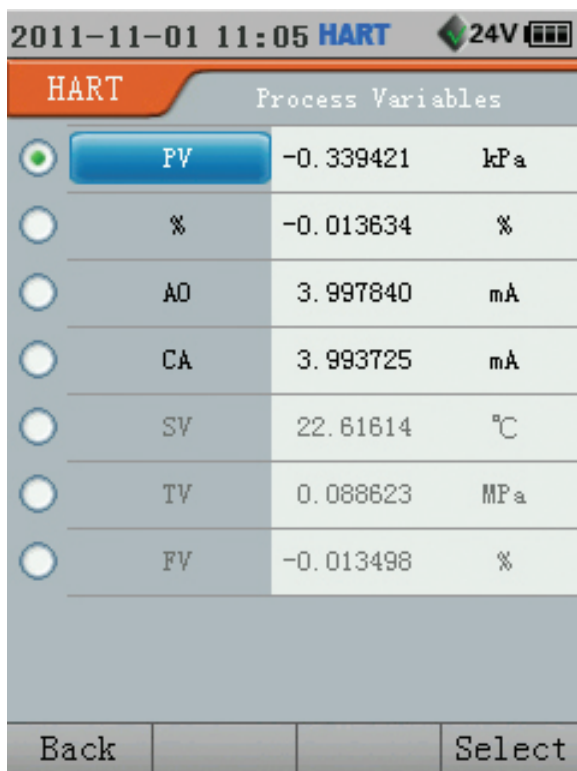 2011-11-01 11:05 HART 24V
HART Process Variables
PV -0.339421 kPa
% -0.013634 %
AO 3.997840 mA
CA 3.993725 mA
SV 22.61614 ℃
TV 0.088623 MPa
FV -0.013498 %
Back Select